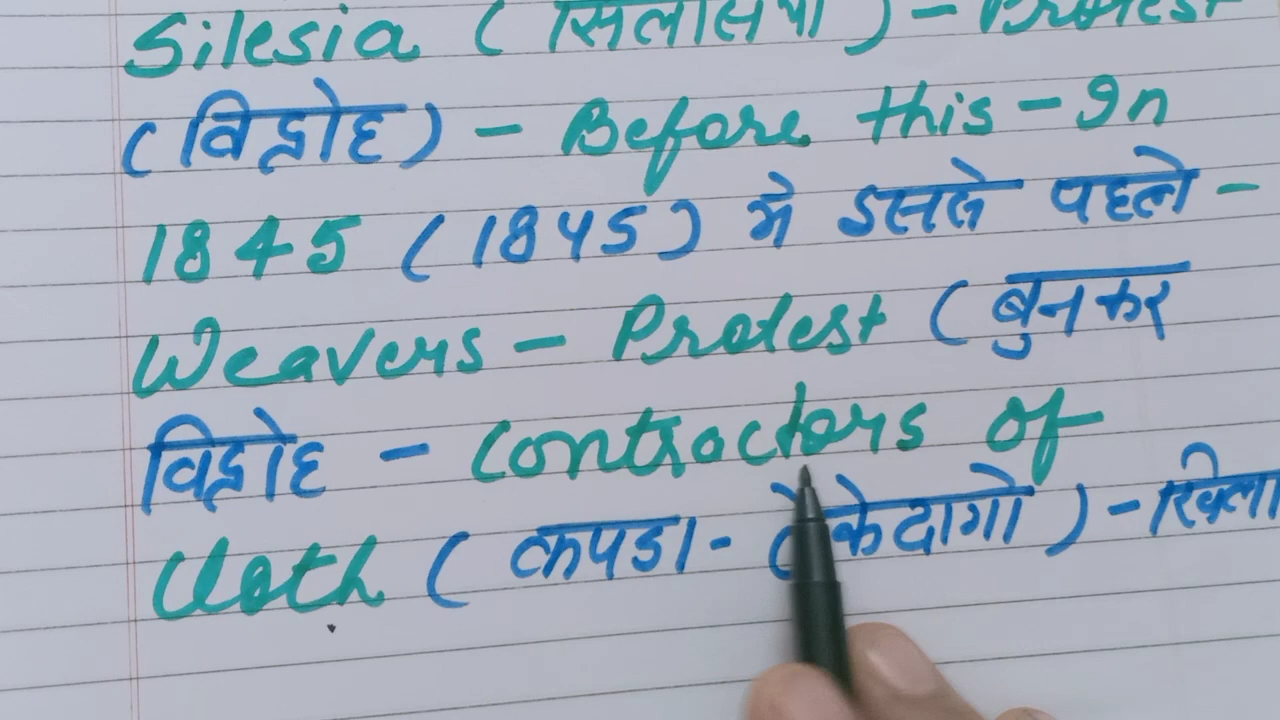 Silesia (सिलासिया) - Protest
(विद्रोह) - Before this - In
1845 (1845) में इससे पहले -
Weavers - Protest (बुनकर
विद्रोह - Contractors of
Cloth (कपडा - ठेकेदारो) - खिला